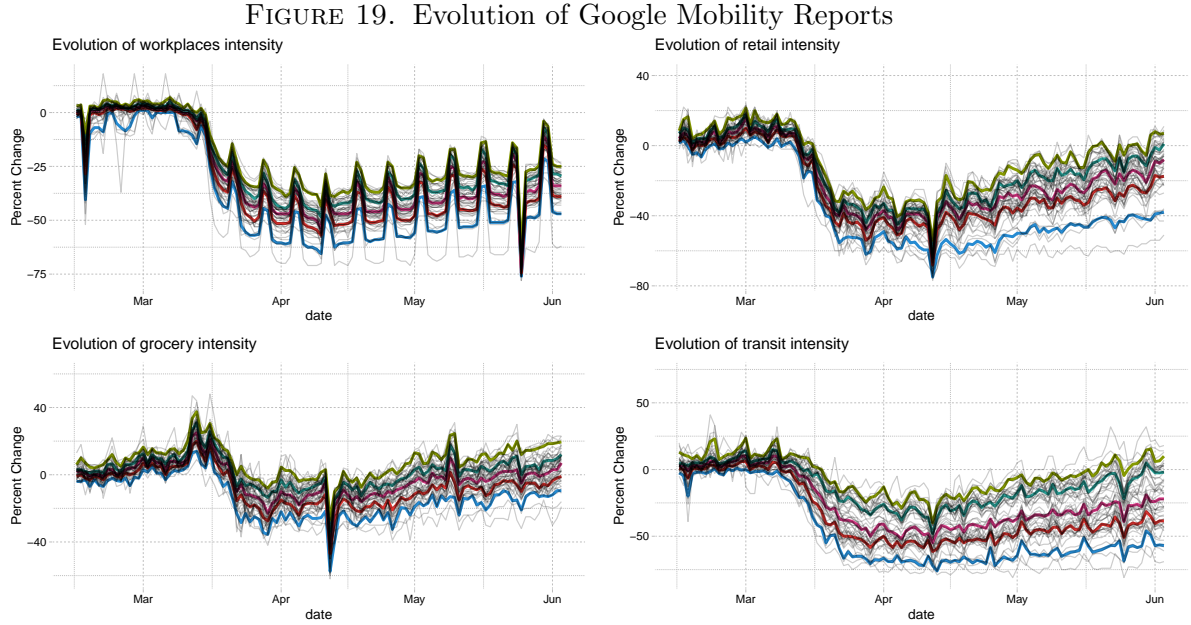 FIGURE 19. Evolution of Google Mobility Reports
Evolution of workplaces intensity
Percent Change
0
−25
−50
−75
Mar
Apr
May
Jun
date
Evolution of retail intensity
Percent Change
40
0
−40
−80
Mar
Apr
May
Jun
date
Evolution of grocery intensity
Percent Change
40
0
−40
Mar
Apr
May
Jun
date
Evolution of transit intensity
Percent Change
50
0
−50
Mar
Apr
May
Jun
date